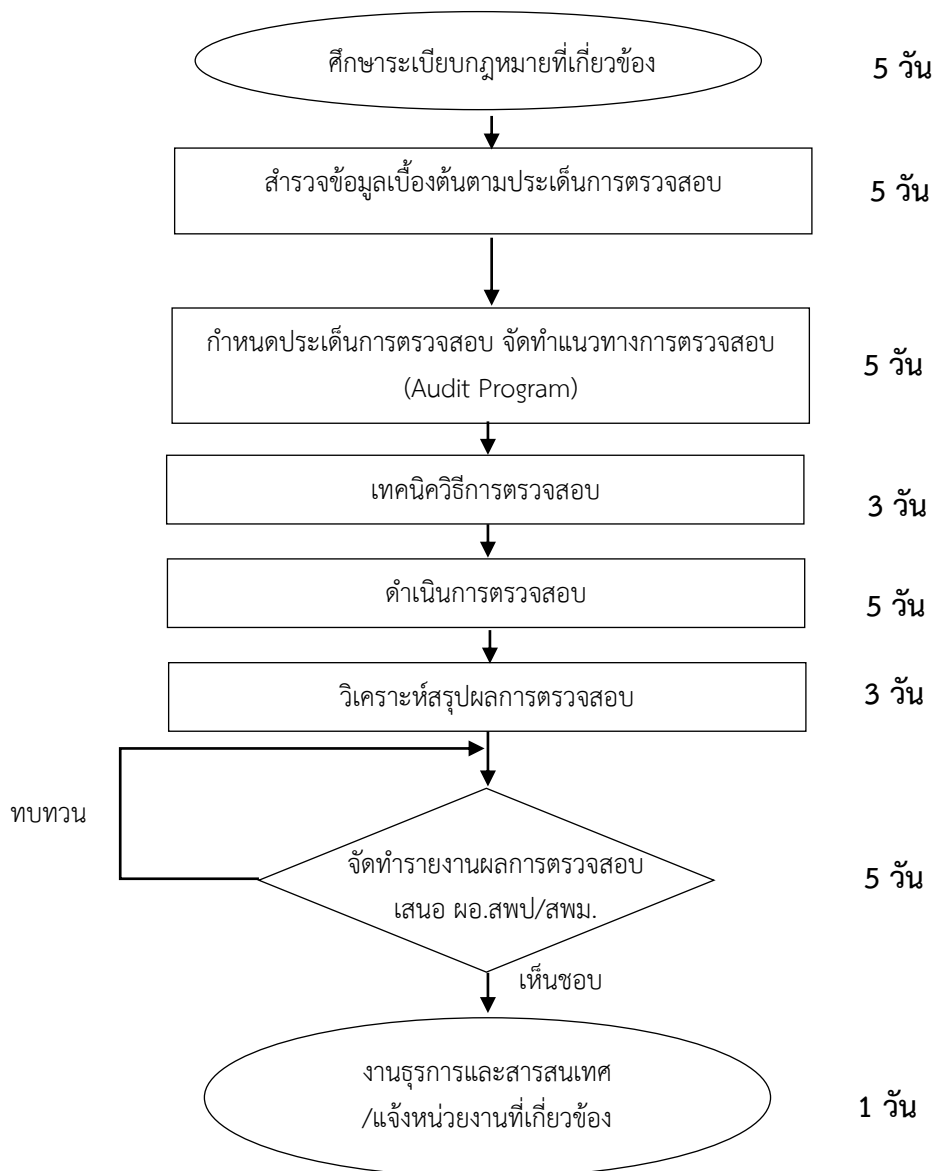 ศึกษาระเบียบกฎหมายที่เกี่ยวข้อง
5 วัน
สำรวจข้อมูลเบื้องต้นตามประเด็นการตรวจสอบ
5 วัน
กำหนดประเด็นการตรวจสอบ จัดทำแนวทางการตรวจสอบ
(Audit Program)
5 วัน
เทคนิควิธีการตรวจสอบ
3 วัน
ดำเนินการตรวจสอบ
5 วัน
วิเคราะห์สรุปผลการตรวจสอบ
3 วัน
ทบทวน
จัดทำรายงานผลการตรวจสอบ
เสนอ ผอ.สพป/สพม.
5 วัน
เห็นชอบ
งานธุรการและสารสนเทศ
/แจ้งหน่วยงานที่เกี่ยวข้อง
1 วัน